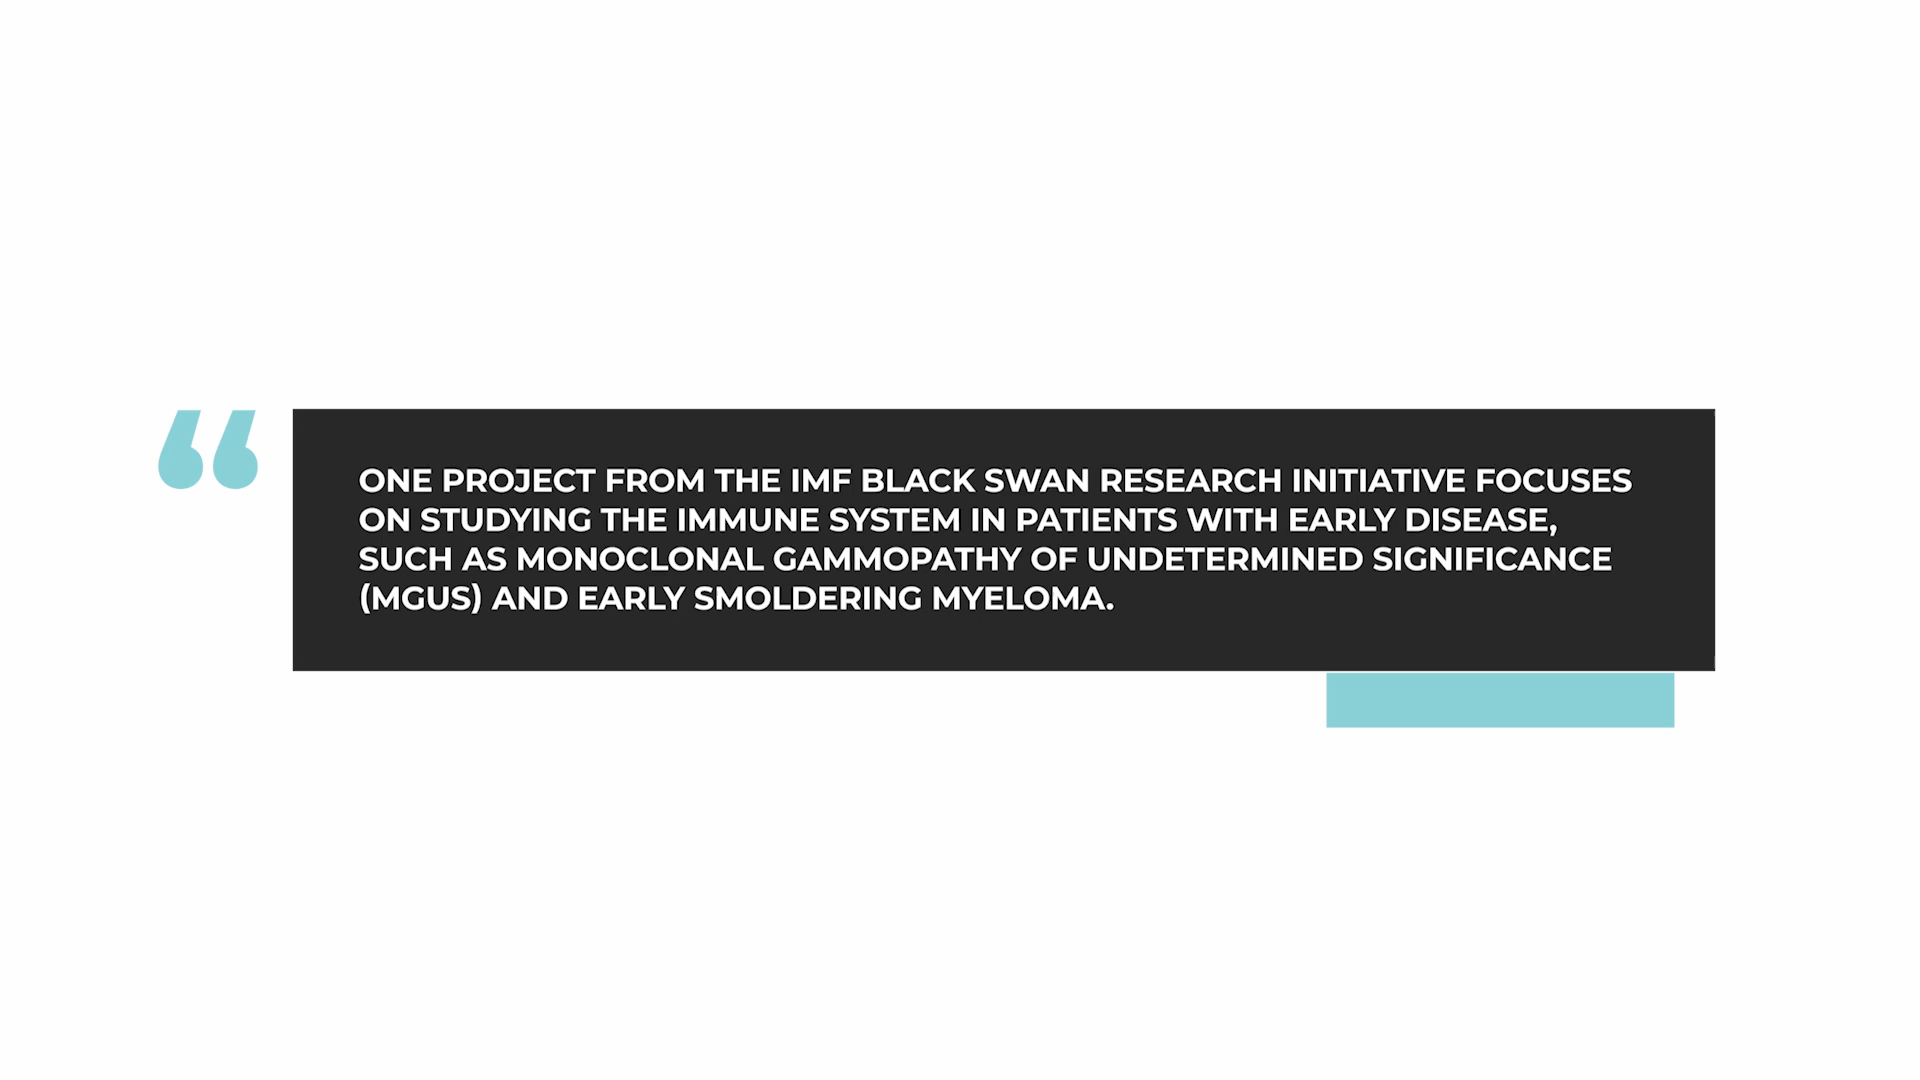 “
ONE PROJECT FROM THE IMF BLACK SWAN RESEARCH INITIATIVE FOCUSES
ON STUDYING THE IMMUNE SYSTEM IN PATIENTS WITH EARLY DISEASE,
SUCH AS MONOCLONAL GAMMOPATHY OF UNDETERMINED SIGNIFICANCE
(MGUS) AND EARLY SMOLDERING MYELOMA.